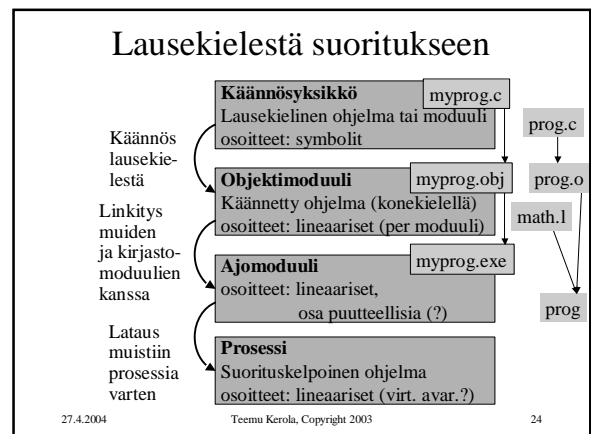 Lausekielestä suoritukseen
Käännösyksikkö
myprog.c
Lausekielinen ohjelma tai moduuli
osoitteet: symbolit
prog.c
Käännös
lausekie-
lestä
Objektimoduuli
myprog.obj
prog.o
Käännetty ohjelma (konekielellä)
osoitteet: lineaariset (per moduuli)
math.l
Linkitys
muiden
ja kirjasto-
moduulien
kanssa
Ajomoduuli
myprog.exe
osoitteet: lineaariset,
osa puutteellisia (?)
prog
Lataus
muistiin
prosessia
varten
Prosessi
Suorituskelpoinen ohjelma
osoitteet: lineaariset (virt. avar.?)
27.4.2004
Teemu Kerola, Copyright 2003
24